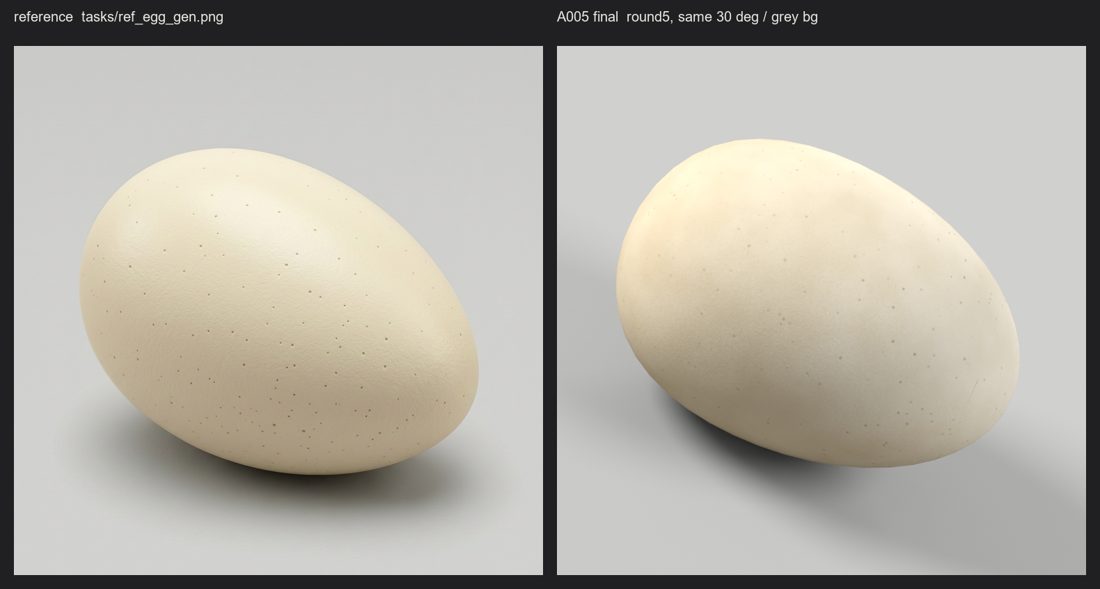 reference  tasks/ref_egg_gen.png
A005 final  round5, same 30 deg / grey bg